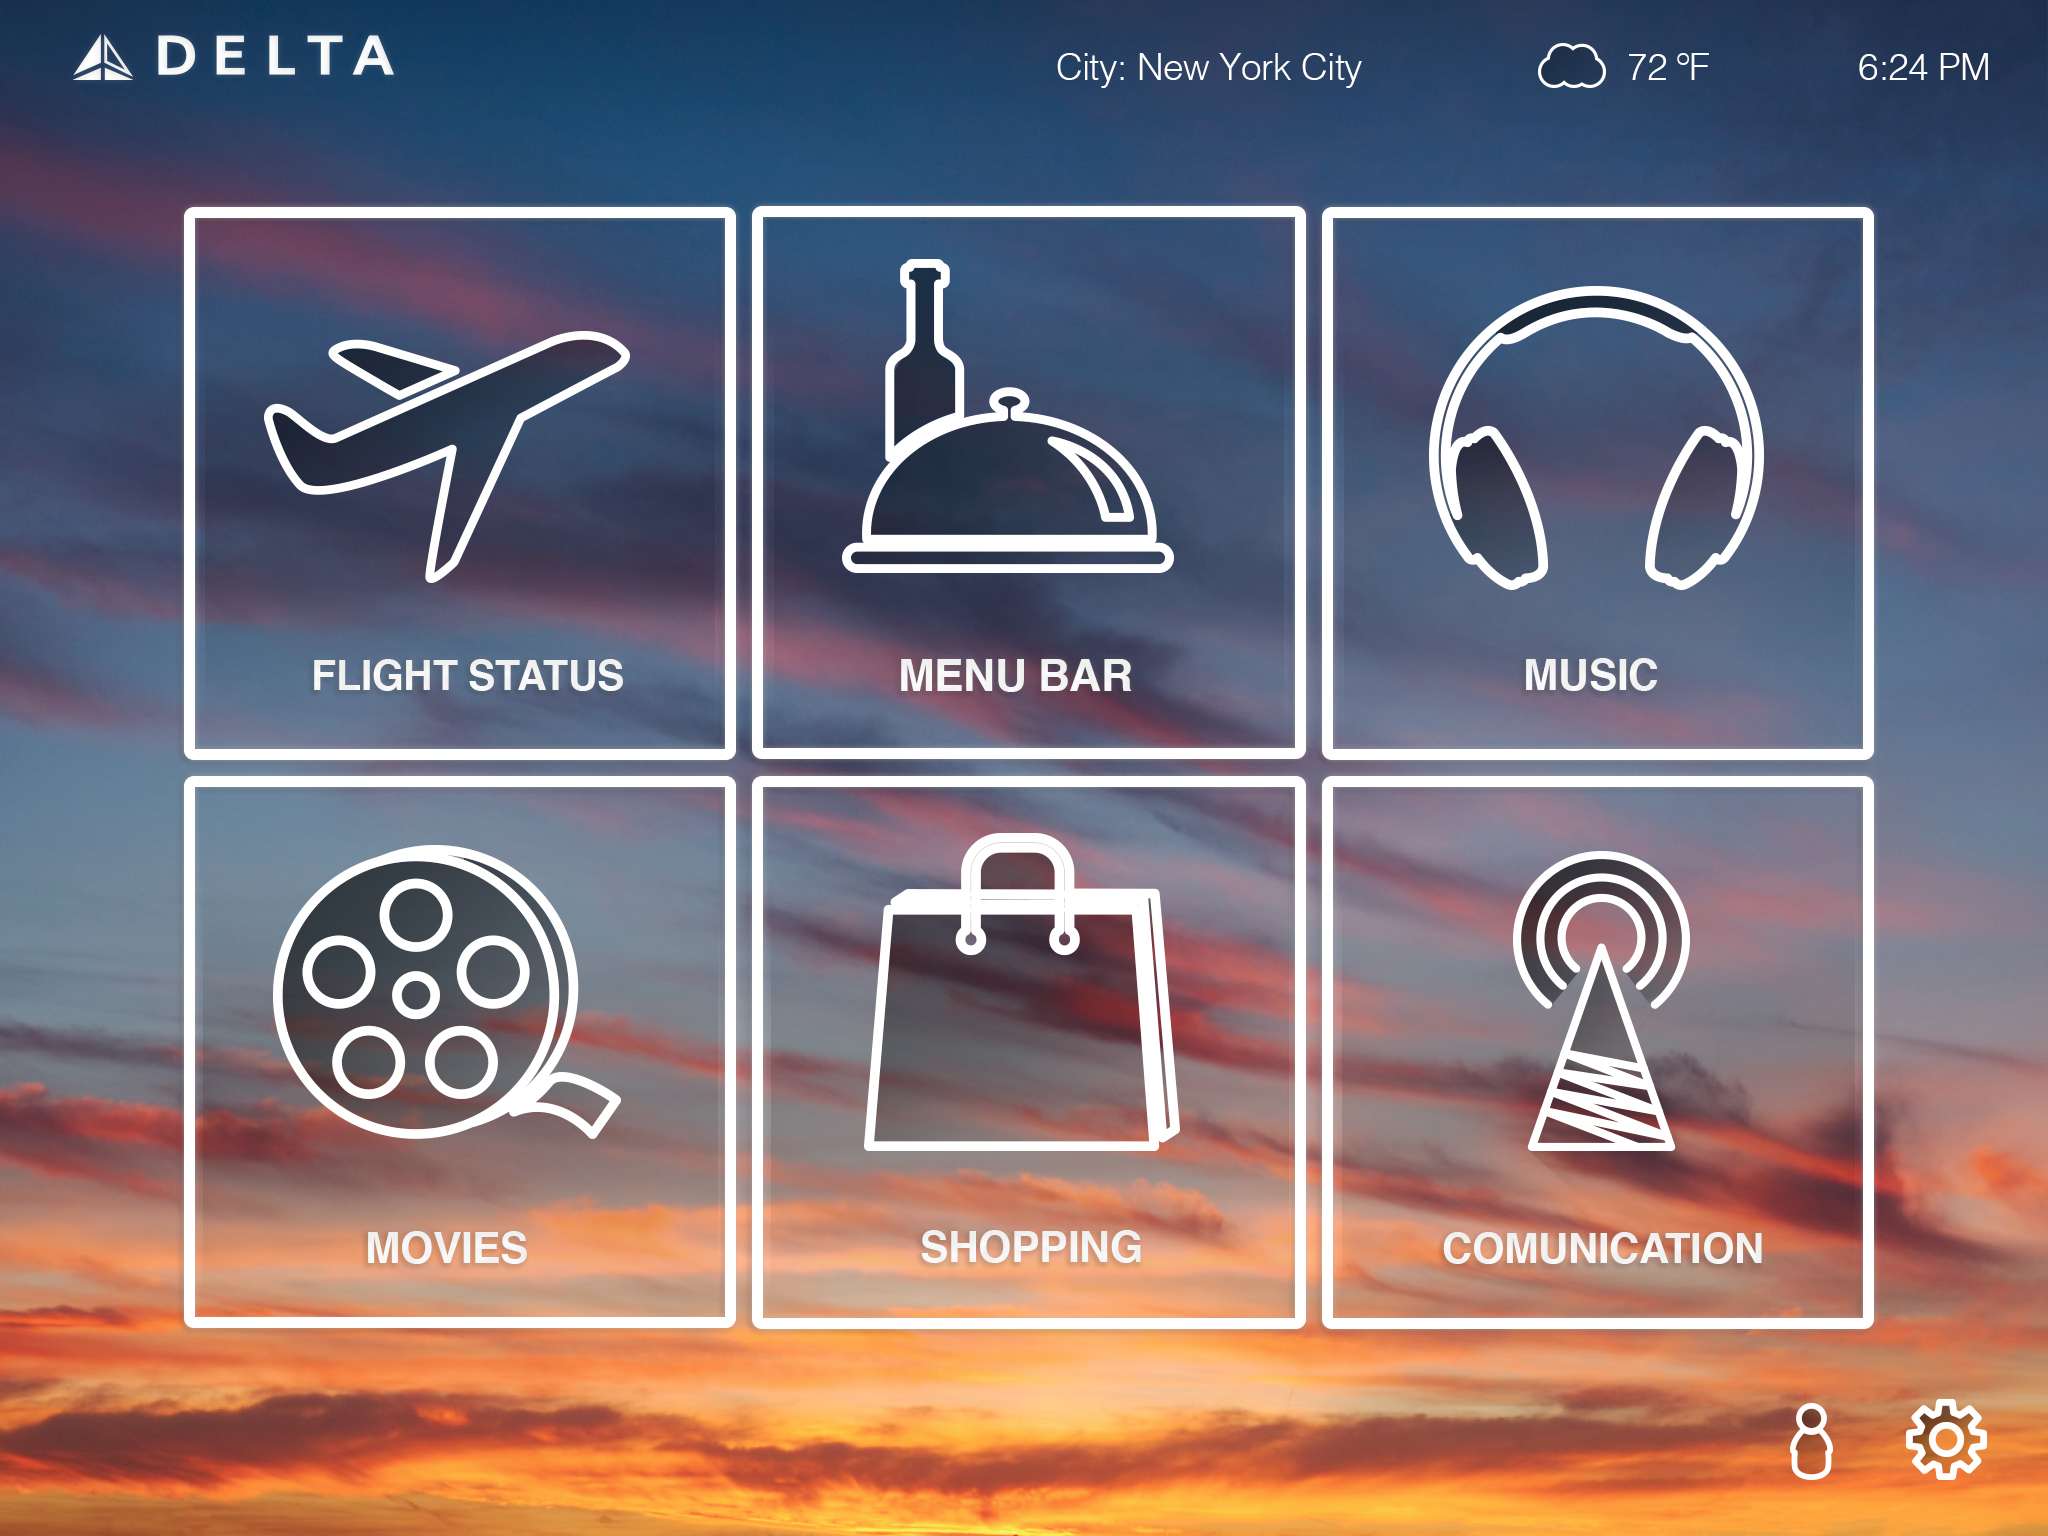 DELTA
City: New York City
72 °F
6:24 PM
FLIGHT STATUS
MENU BAR
MUSIC
MOVIES
SHOPPING
COMUNICATION